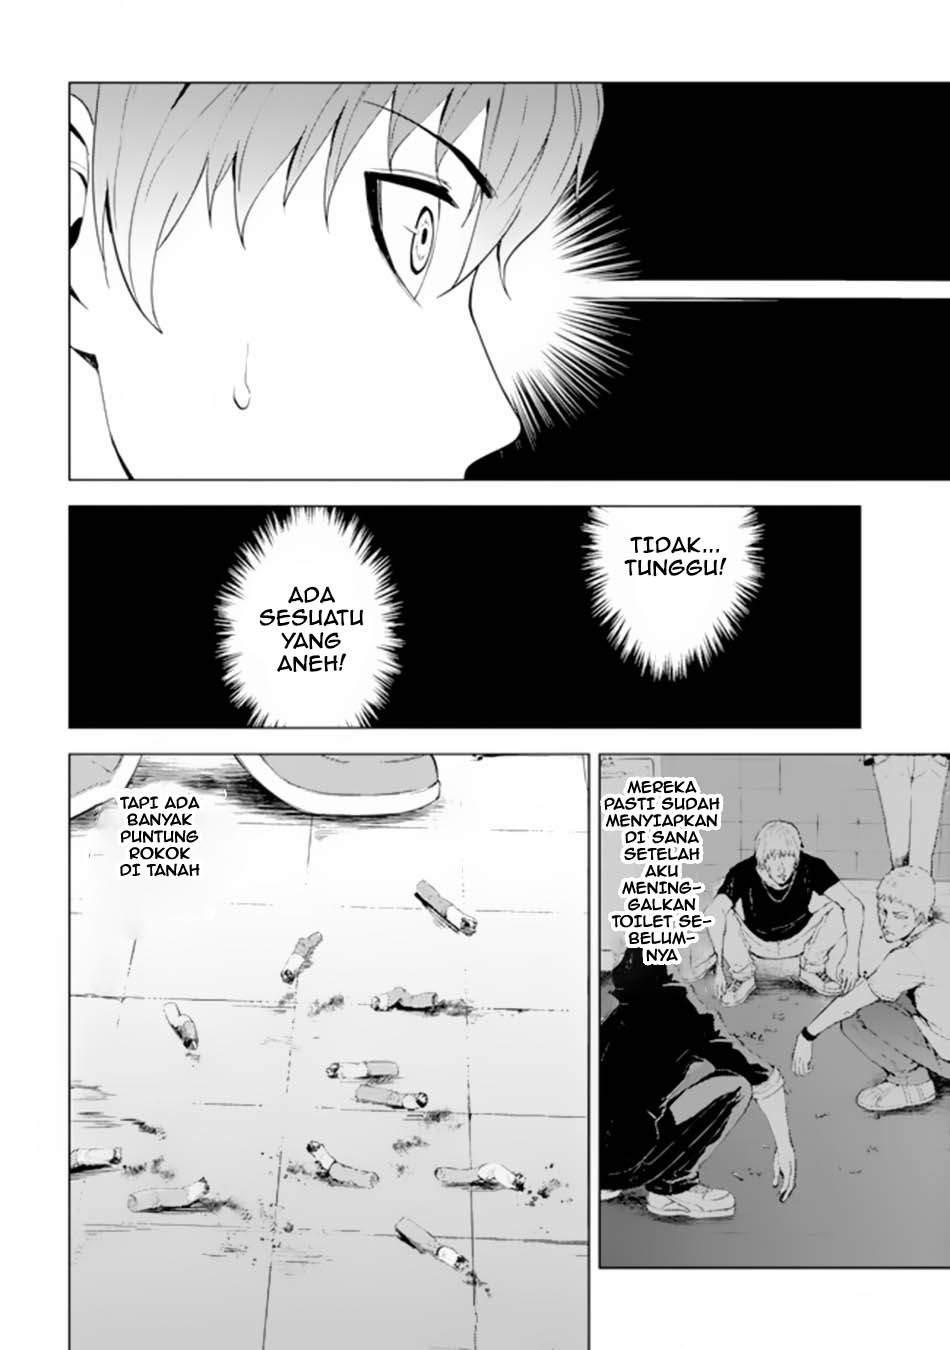 TIDAK...
TUNGGU!
ADA
SESUATU
YANG
ANEH!
MEREKA
PASTI SUDAH
MENYIAPKAN
DI SANA
SETELAH
AKU
MENING-
GALKAN
TOILET SE-
BELUM-
NYA
TAPI ADA
BANYAK
PUNTUNG
ROKOK
DI TANAH